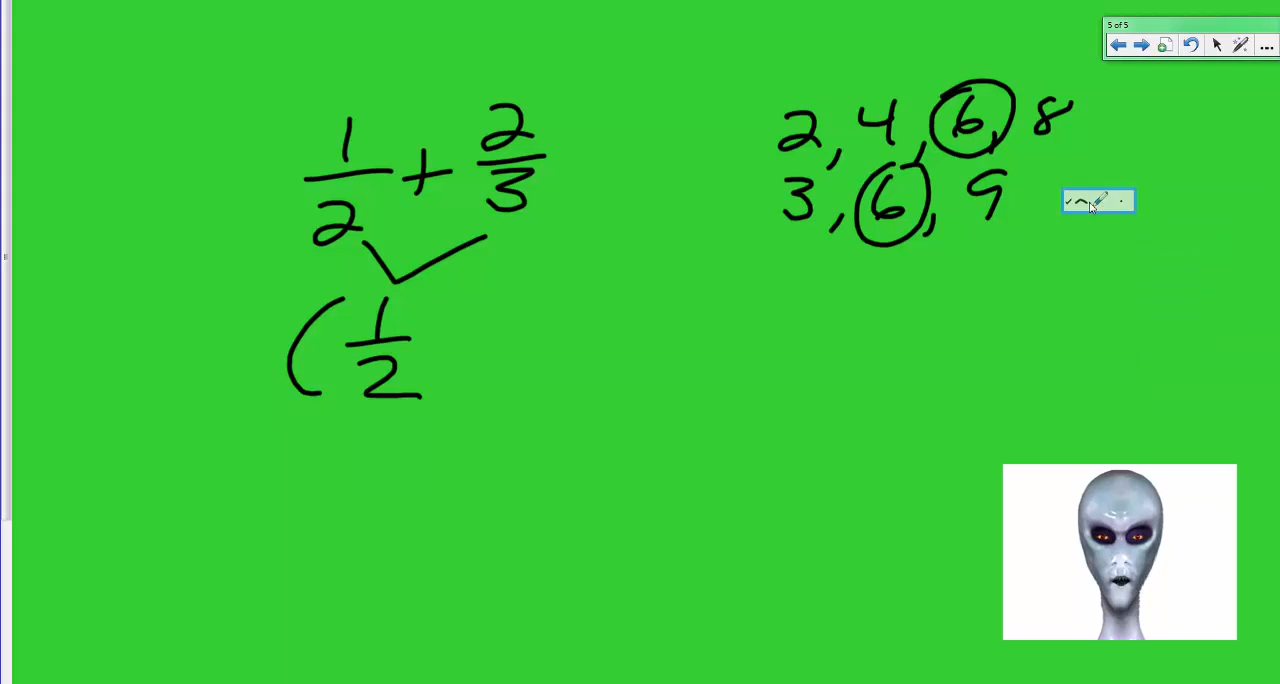 5 of 5
1/2 + 2/3
2, 4, 6, 8
3, 6, 9
(1/2